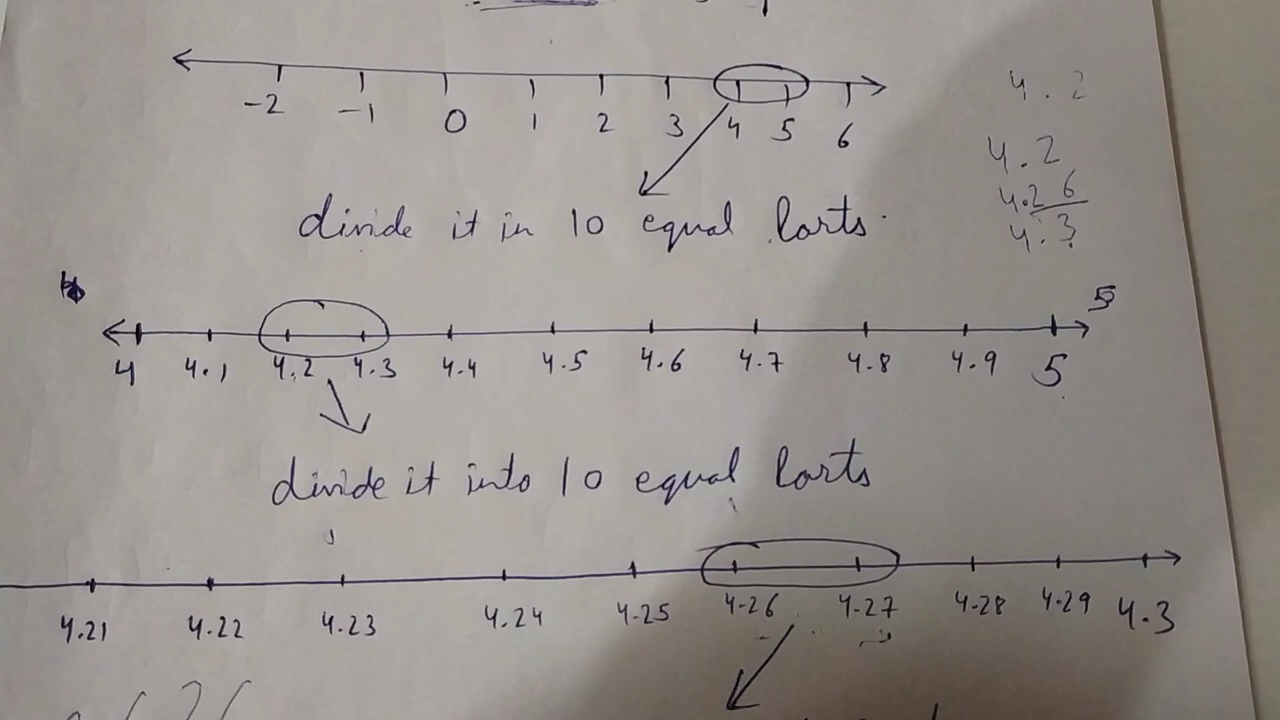 -2 -1 0 1 2 3 4 5 6
4.2
4.2
4.26
4.3
divide it in 10 equal Parts.
5
4 4.1 4.2 4.3 4.4 4.5 4.6 4.7 4.8 4.9 5
divide it into 10 equal Parts
4.21 4.22 4.23 4.24 4.25 4.26 4.27 4.28 4.29 4.3